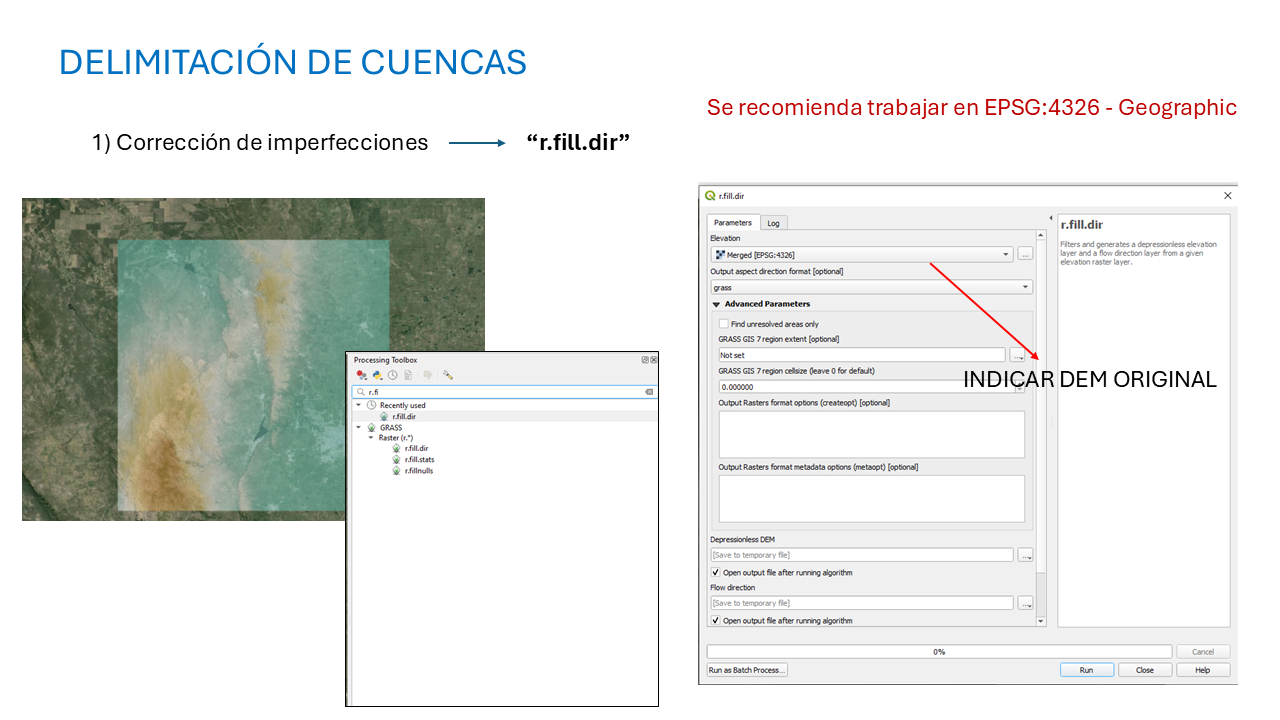 DELIMITACIÓN DE CUENCAS
Se recomienda trabajar en EPSG:4326 - Geographic
1) Corrección de imperfecciones
“r.fill.dir”
Processing Toolbox
r.fi
Recently used
r.fill.dir
GRASS
Raster (r.*)
r.fill.dir
r.fill.stats
r.fillnulls
r.fill.dir
Parameters
Log
Elevation
Merged [EPSG:4326]
...
Output aspect direction format [optional]
grass
Advanced Parameters
Find unresolved areas only
GRASS GIS 7 region extent [optional]
Not set
...
GRASS GIS 7 region cellsize (leave 0 for default)
0.000000
INDICAR DEM ORIGINAL
Output Rasters format options (createopt) [optional]
Output Rasters format metadata options (metaopt) [optional]
Depressionless DEM
[Save to temporary file]
...
Open output file after running algorithm
Flow direction
[Save to temporary file]
...
Open output file after running algorithm
r.fill.dir
Filters and generates a depressionless elevation
layer and a flow direction layer from a given
elevation raster layer.
0%
Cancel
Run as Batch Process...
Run
Close
Help